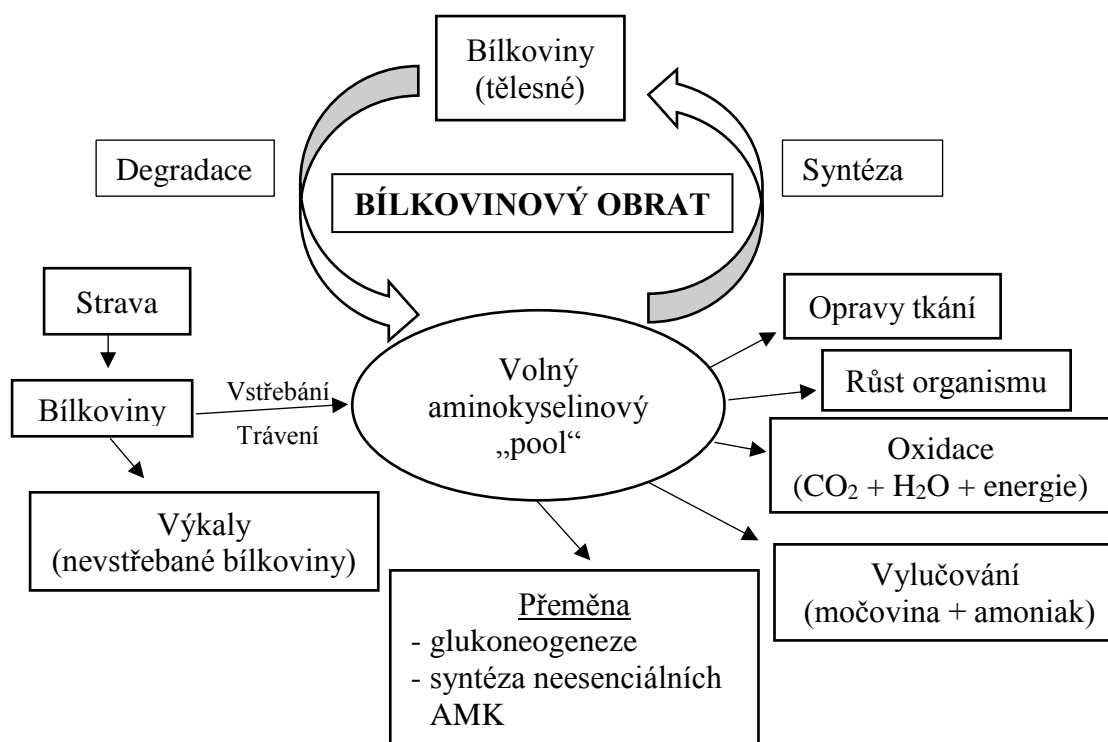 Bílkoviny
(tělesné)
Degradace
Syntéza
BÍLKOVINOVÝ OBRAT
Strava
Bílkoviny
Vstřebání
Trávení
Výkaly
(nevstřebané bílkoviny)
Volný
aminokyselinový
„pool“
Opravy tkání
Růst organismu
Oxidace
(CO₂ + H₂O + energie)
Vylučování
(močovina + amoniak)
Přeměna
- glukoneogeneze
- syntéza neesenciálních
AMK